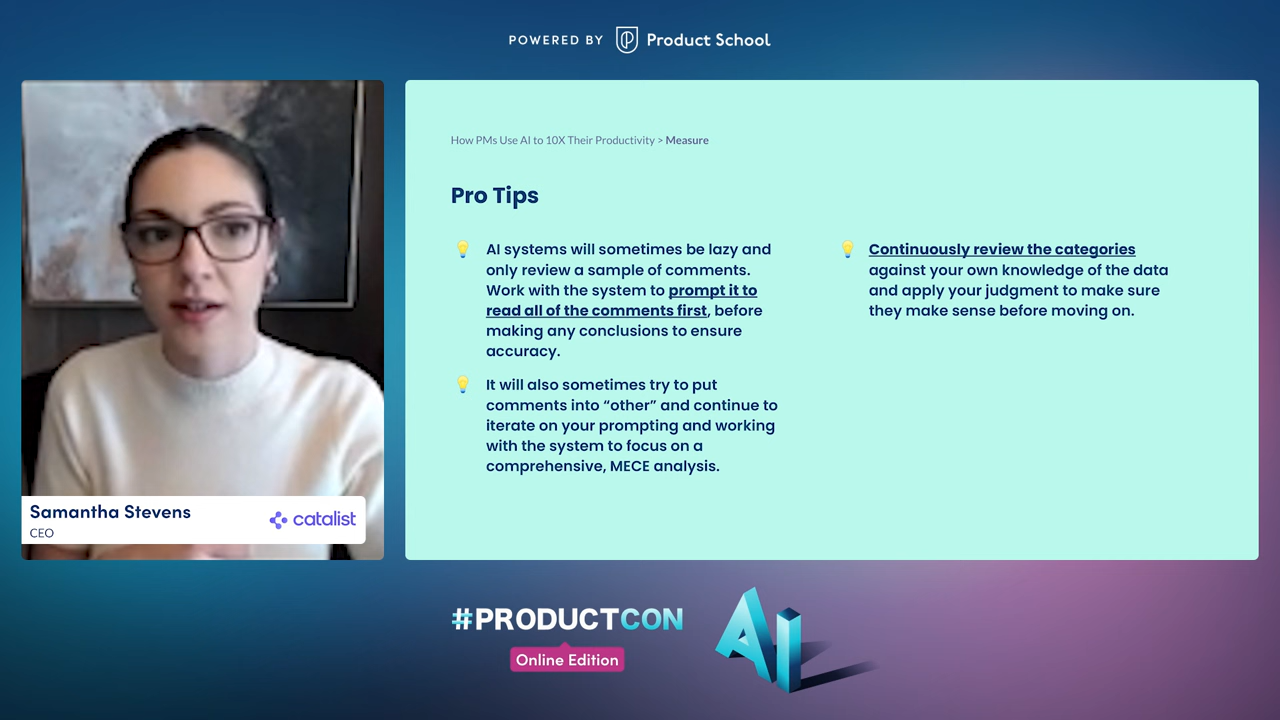 POWERED BY Product School
How PMs Use AI to 10X Their Productivity > Measure
Pro Tips
AI systems will sometimes be lazy and
only review a sample of comments.
Work with the system to prompt it to
read all of the comments first, before
making any conclusions to ensure
accuracy.
It will also sometimes try to put
comments into “other” and continue to
iterate on your prompting and working
with the system to focus on a
comprehensive, MECE analysis.
Continuously review the categories
against your own knowledge of the data
and apply your judgment to make sure
they make sense before moving on.
Samantha Stevens
CEO
catalist
#PRODUCTCON
Online Edition
AI